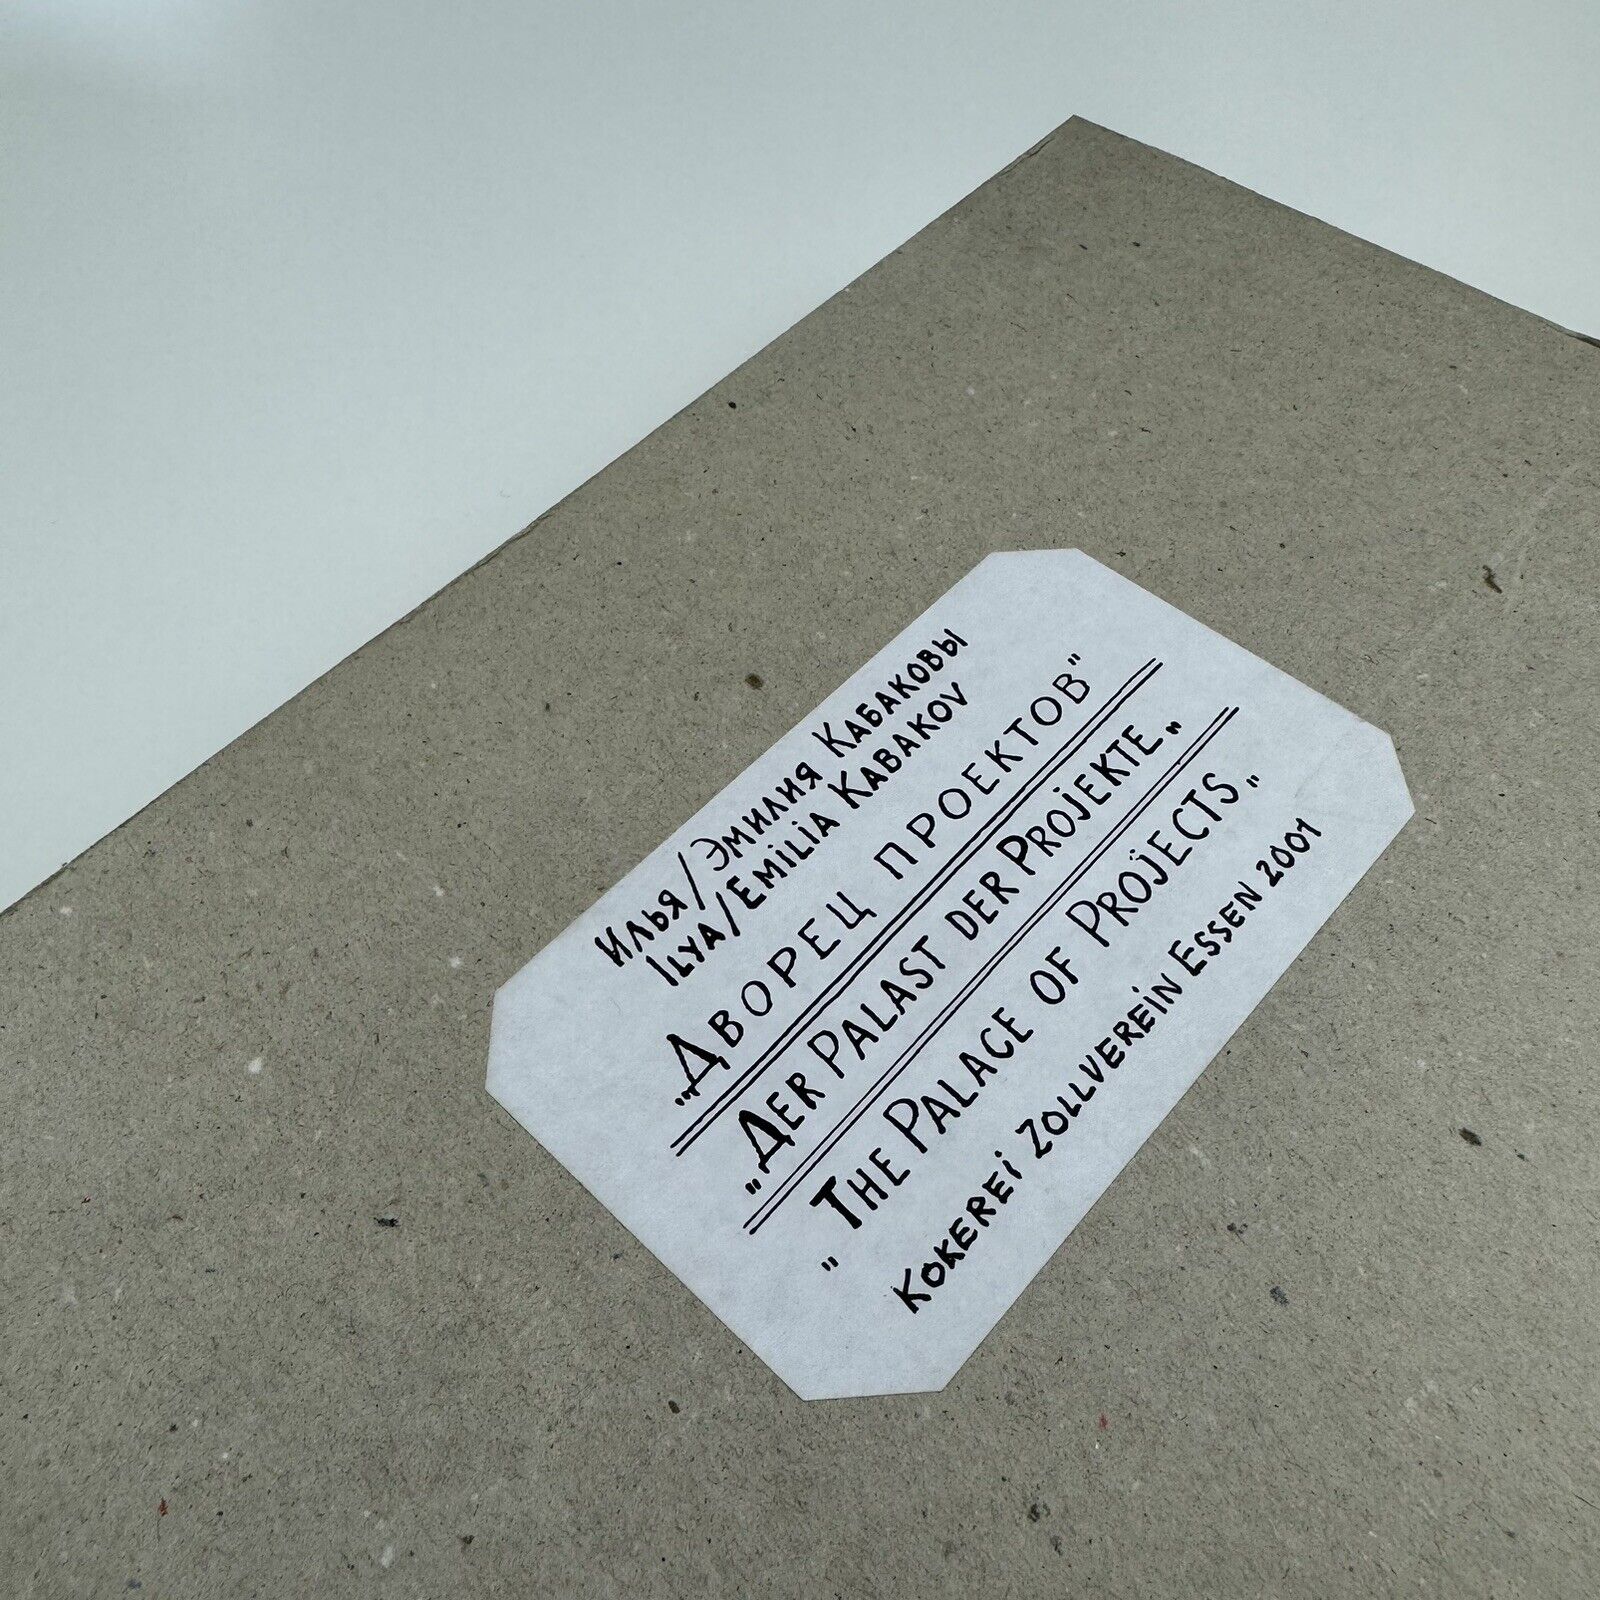 Илья/Эмилия Кабаковы
Ilya/Emilia Kabakov
„Дворец проектов"
"Дer Palast der Projekte„
"The Palace of Projects„
Kokerei Zollverein Essen 2001